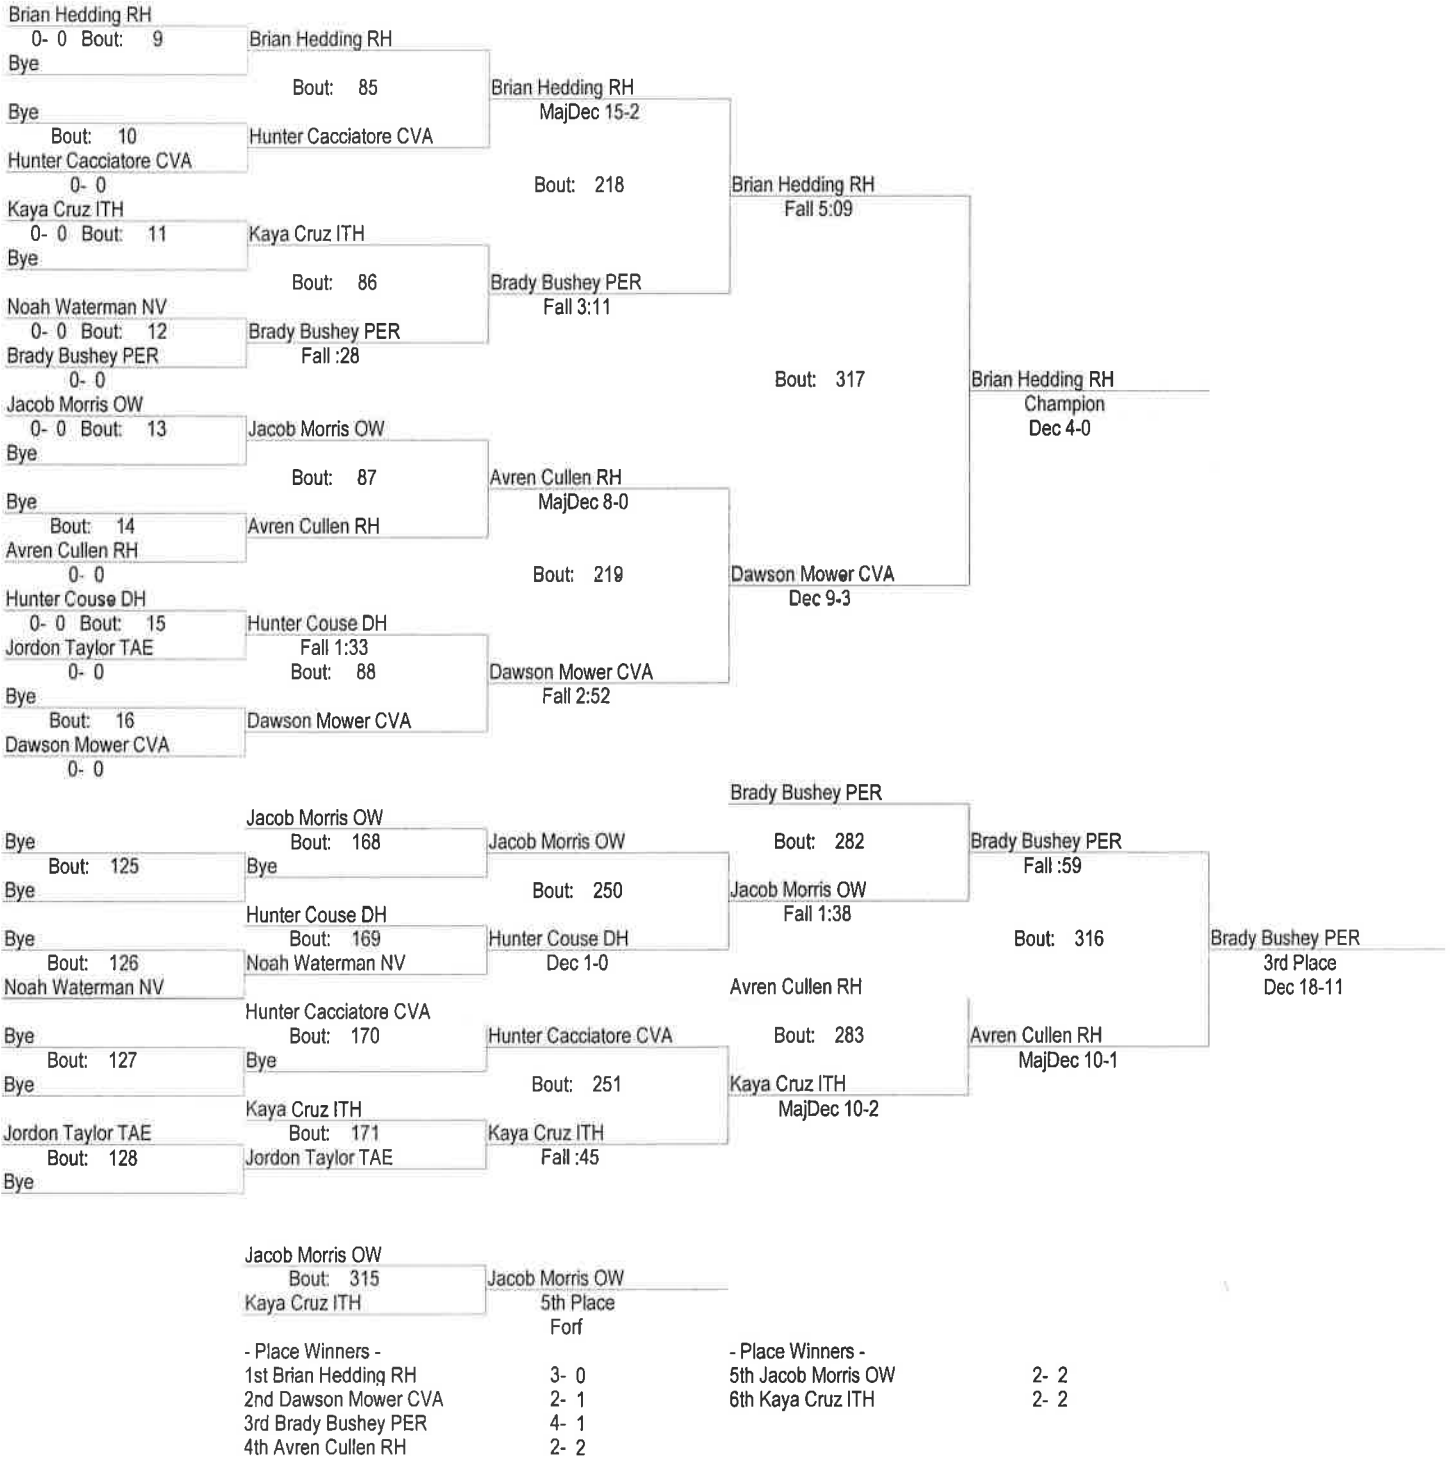 Brian Hedding RH
0- 0 Bout: 9
Bye
Brian Hedding RH
Bout: 85
Bye
Bout: 10
Hunter Cacciatore CVA
Hunter Cacciatore CVA
0- 0
Brian Hedding RH
MajDec 15-2
Bout: 218
Kaya Cruz ITH
0- 0 Bout: 11
Bye
Kaya Cruz ITH
Bout: 86
Noah Waterman NV
0- 0 Bout: 12
Brady Bushey PER
0- 0
Brady Bushey PER
Fall :28
Brady Bushey PER
Fall 3:11
Brian Hedding RH
Fall 5:09
Bout: 317
Jacob Morris OW
0- 0 Bout: 13
Bye
Jacob Morris OW
Bout: 87
Bye
Bout: 14
Avren Cullen RH
0- 0
Avren Cullen RH
Avren Cullen RH
MajDec 8-0
Bout: 219
Hunter Couse DH
0- 0 Bout: 15
Jordon Taylor TAE
0- 0
Hunter Couse DH
Fall 1:33
Bout: 88
Bye
Bout: 16
Dawson Mower CVA
0- 0
Dawson Mower CVA
Dawson Mower CVA
Fall 2:52
Dawson Mower CVA
Dec 9-3
Brian Hedding RH
Champion
Dec 4-0
Bye
Bout: 125
Bye
Jacob Morris OW
Bout: 168
Bye
Jacob Morris OW
Bout: 250
Bye
Bout: 126
Noah Waterman NV
Hunter Couse DH
Bout: 169
Noah Waterman NV
Hunter Couse DH
Dec 1-0
Brady Bushey PER
Bout: 282
Jacob Morris OW
Fall 1:38
Brady Bushey PER
Fall :59
Bout: 316
Bye
Bout: 127
Bye
Hunter Cacciatore CVA
Bout: 170
Bye
Hunter Cacciatore CVA
Bout: 251
Jordon Taylor TAE
Bout: 128
Bye
Kaya Cruz ITH
Bout: 171
Jordon Taylor TAE
Kaya Cruz ITH
Fall :45
Avren Cullen RH
Bout: 283
Kaya Cruz ITH
MajDec 10-2
Avren Cullen RH
MajDec 10-1
Brady Bushey PER
3rd Place
Dec 18-11
Jacob Morris OW
Bout: 315
Kaya Cruz ITH
Jacob Morris OW
5th Place
Forf
- Place Winners -
1st Brian Hedding RH 3- 0
2nd Dawson Mower CVA 2- 1
3rd Brady Bushey PER 4- 1
4th Avren Cullen RH 2- 2
- Place Winners -
5th Jacob Morris OW 2- 2
6th Kaya Cruz ITH 2- 2